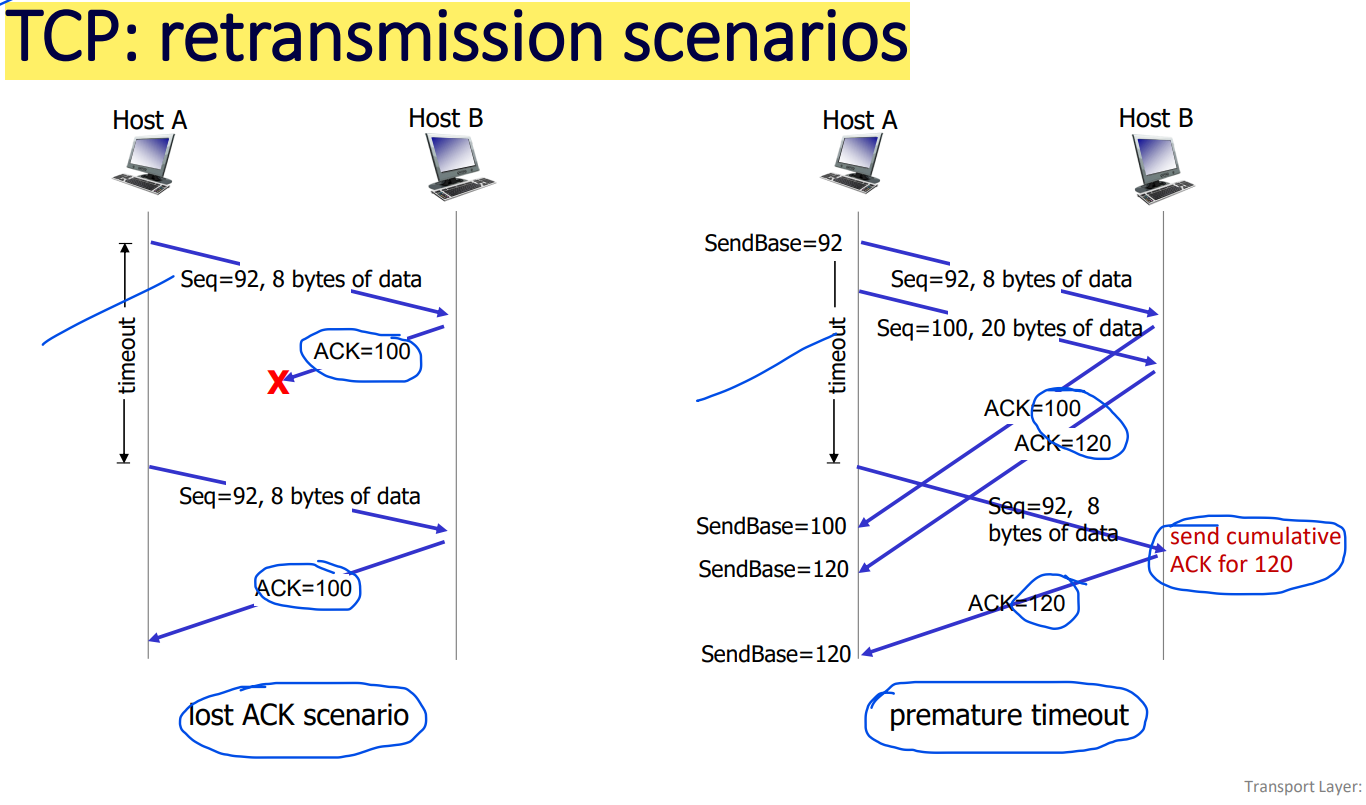 TCP: retransmission scenarios
Host A
Host B
Seq=92, 8 bytes of data
ACK=100
X
timeout
Seq=92, 8 bytes of data
ACK=100
lost ACK scenario
Host A
Host B
SendBase=92
Seq=92, 8 bytes of data
Seq=100, 20 bytes of data
timeout
ACK=100
ACK=120
Seq=92, 8
bytes of data
SendBase=100
SendBase=120
send cumulative
ACK for 120
ACK=120
SendBase=120
premature timeout
Transport Layer: